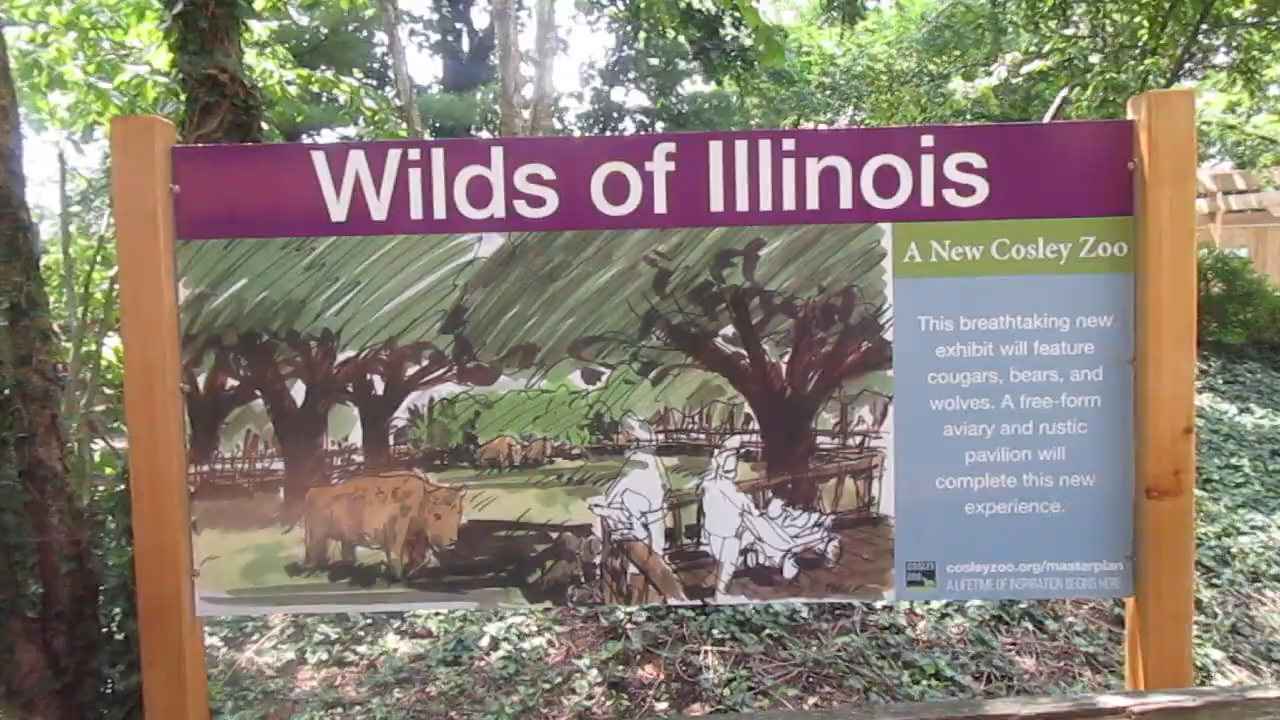 Wilds of Illinois
A New Cosley Zoo
This breathtaking new
exhibit will feature
cougars, bears, and
wolves. A free-form
aviary and rustic
pavilion will
complete this new
experience.
COSLEY
cosleyzoo.org/masterplan
A LIFETIME OF INSPIRATION BEGINS HERE